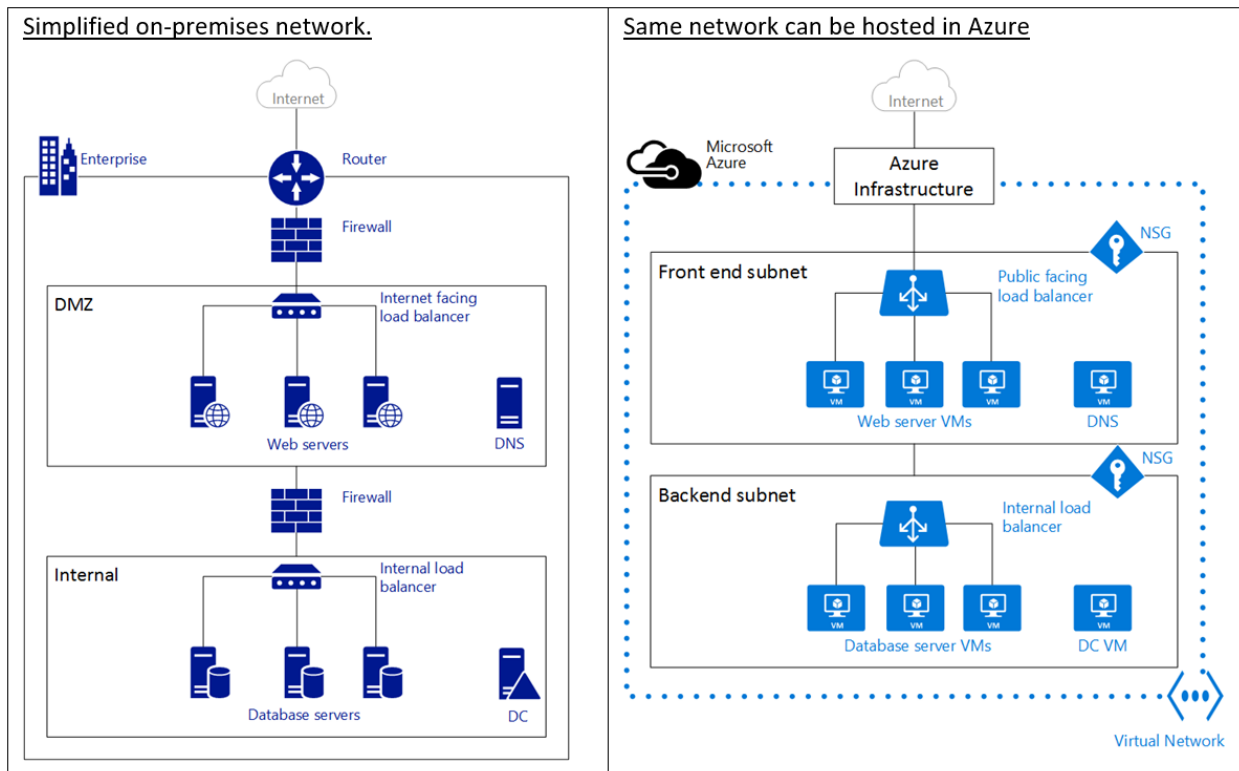 Simplified on-premises network.
Internet
Enterprise
Router
Firewall
DMZ
Internet facing
load balancer
Web servers
DNS
Firewall
Internal
Internal load
balancer
Database servers
DC
Same network can be hosted in Azure
Internet
Microsoft
Azure
Azure
Infrastructure
NSG
Front end subnet
Public facing
load balancer
VM
VM
VM
VM
Web server VMs
DNS
NSG
Backend subnet
Internal load
balancer
VM
VM
VM
VM
Database server VMs
DC VM
Virtual Network